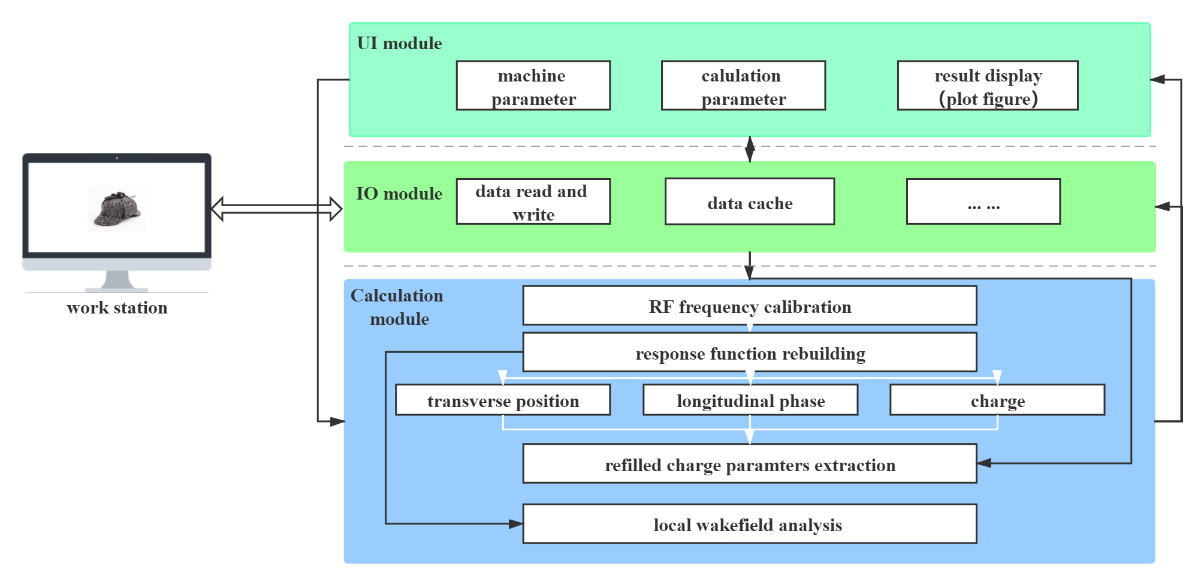 UI module
machine
parameter
calulation
parameter
result display
(plot figure)
IO module
data read and
write
data cache
... ...
work station
Calculation
module
RF frequency calibration
response function rebuilding
transverse position
longitudinal phase
charge
refilled charge paramters extraction
local wakefield analysis